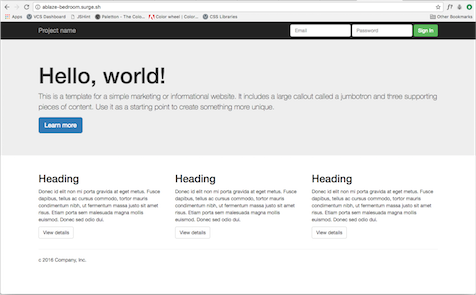 ablaze-bedroom.surge.sh
Apps VCS Dashboard JSHint Paletton - The Co... Color wheel | Color... CSS Libraries Other Bookmarks
Project name Email Password Sign in
Hello, world!
This is a template for a simple marketing or informational website. It includes a large callout called a jumbotron and three supporting
pieces of content. Use it as a starting point to create something more unique.
Learn more
Heading
Donec id elit non mi porta gravida at eget metus. Fusce
dapibus, tellus ac cursus commodo, tortor mauris
condimentum nibh, ut fermentum massa justo sit amet
risus. Etiam porta sem malesuada magna mollis
euismod. Donec sed odio dui.
View details
Heading
Donec id elit non mi porta gravida at eget metus. Fusce
dapibus, tellus ac cursus commodo, tortor mauris
condimentum nibh, ut fermentum massa justo sit amet
risus. Etiam porta sem malesuada magna mollis
euismod. Donec sed odio dui.
View details
Heading
Donec id elit non mi porta gravida at eget metus. Fusce
dapibus, tellus ac cursus commodo, tortor mauris
condimentum nibh, ut fermentum massa justo sit amet
risus. Etiam porta sem malesuada magna mollis
euismod. Donec sed odio dui.
View details
© 2016 Company, Inc.